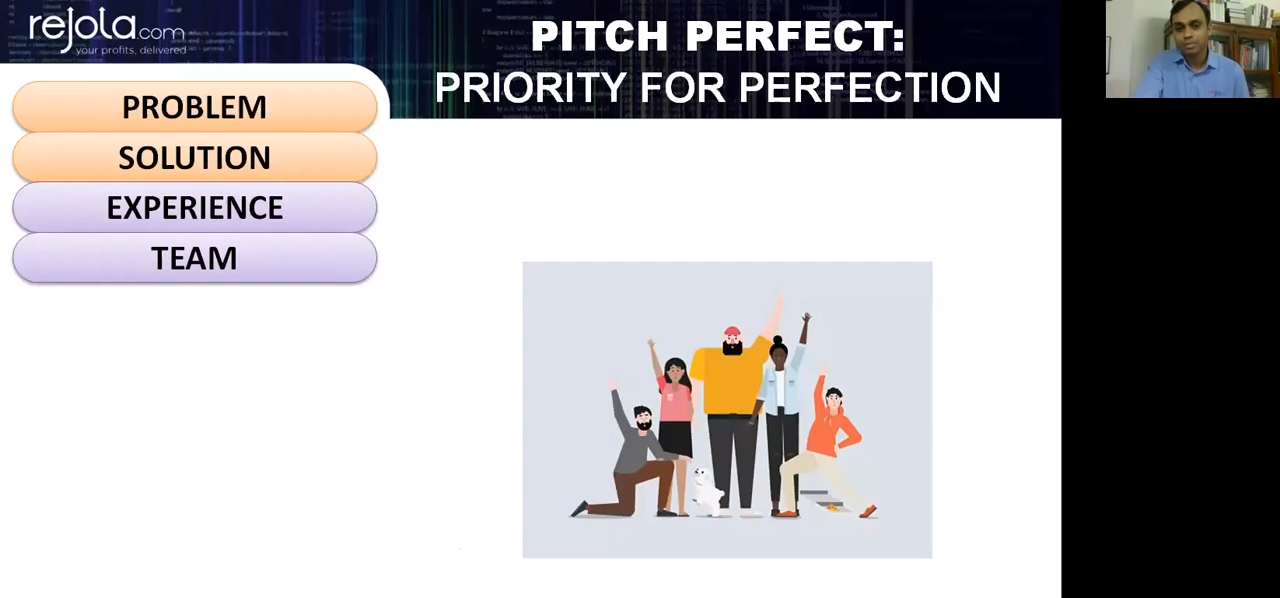 rejola.com
your profits, delivered
PITCH PERFECT:
PRIORITY FOR PERFECTION
PROBLEM
SOLUTION
EXPERIENCE
TEAM